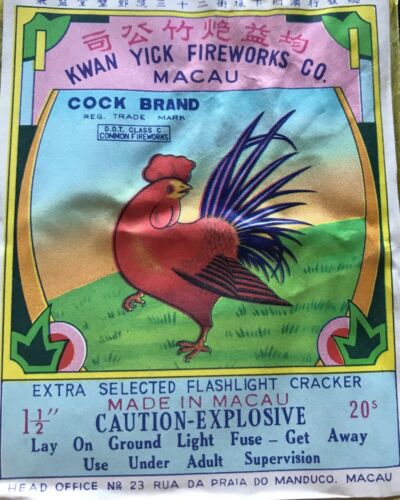 司公竹炮益均
KWAN YICK FIREWORKS CO.
MACAU
COCK BRAND
REG. TRADE MARK
D.O.T. CLASS C
COMMON FIREWORKS
EXTRA SELECTED FLASHLIGHT CRACKER
MADE IN MACAU
1½"
CAUTION-EXPLOSIVE
20s
Lay On Ground Light Fuse – Get Away
Use Under Adult Supervision
HEAD OFFICE No 23 RUA DA PRAIA DO MANDUCO. MACAU